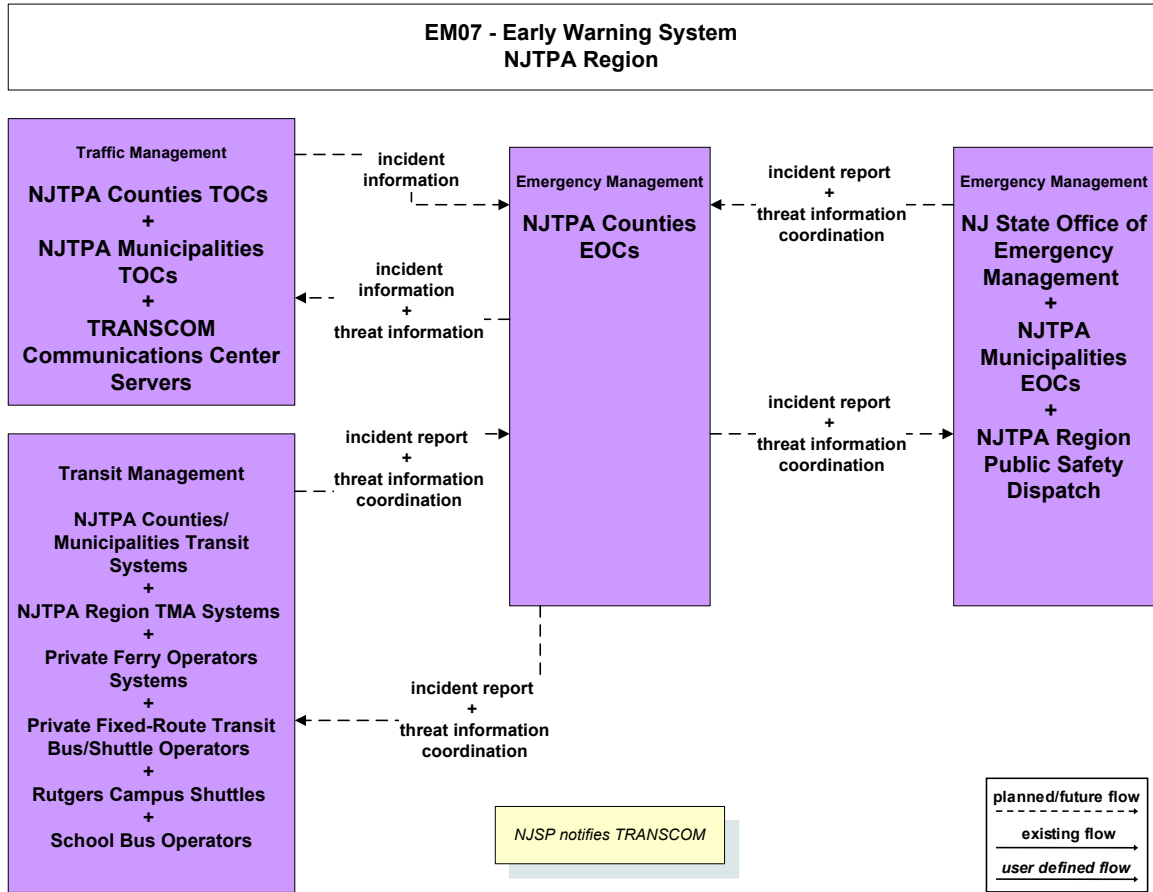 EM07 - Early Warning System
NJTPA Region
Traffic Management
NJTPA Counties TOCs
+
NJTPA Municipalities
TOCs
+
TRANSCOM
Communications Center
Servers
incident
information
incident
information
+
threat information
Transit Management
NJTPA Counties/
Municipalities Transit
Systems
+
NJTPA Region TMA Systems
+
Private Ferry Operators
Systems
+
Private Fixed-Route Transit
Bus/Shuttle Operators
+
Rutgers Campus Shuttles
+
School Bus Operators
incident report
+
threat information
coordination
incident report
+
threat information
coordination
Emergency Management
NJTPA Counties
EOCs
incident report
+
threat information
coordination
incident report
+
threat information
coordination
Emergency Management
NJ State Office of
Emergency
Management
+
NJTPA
Municipalities
EOCs
+
NJTPA Region
Public Safety
Dispatch
NJSP notifies TRANSCOM
planned/future flow
existing flow
user defined flow